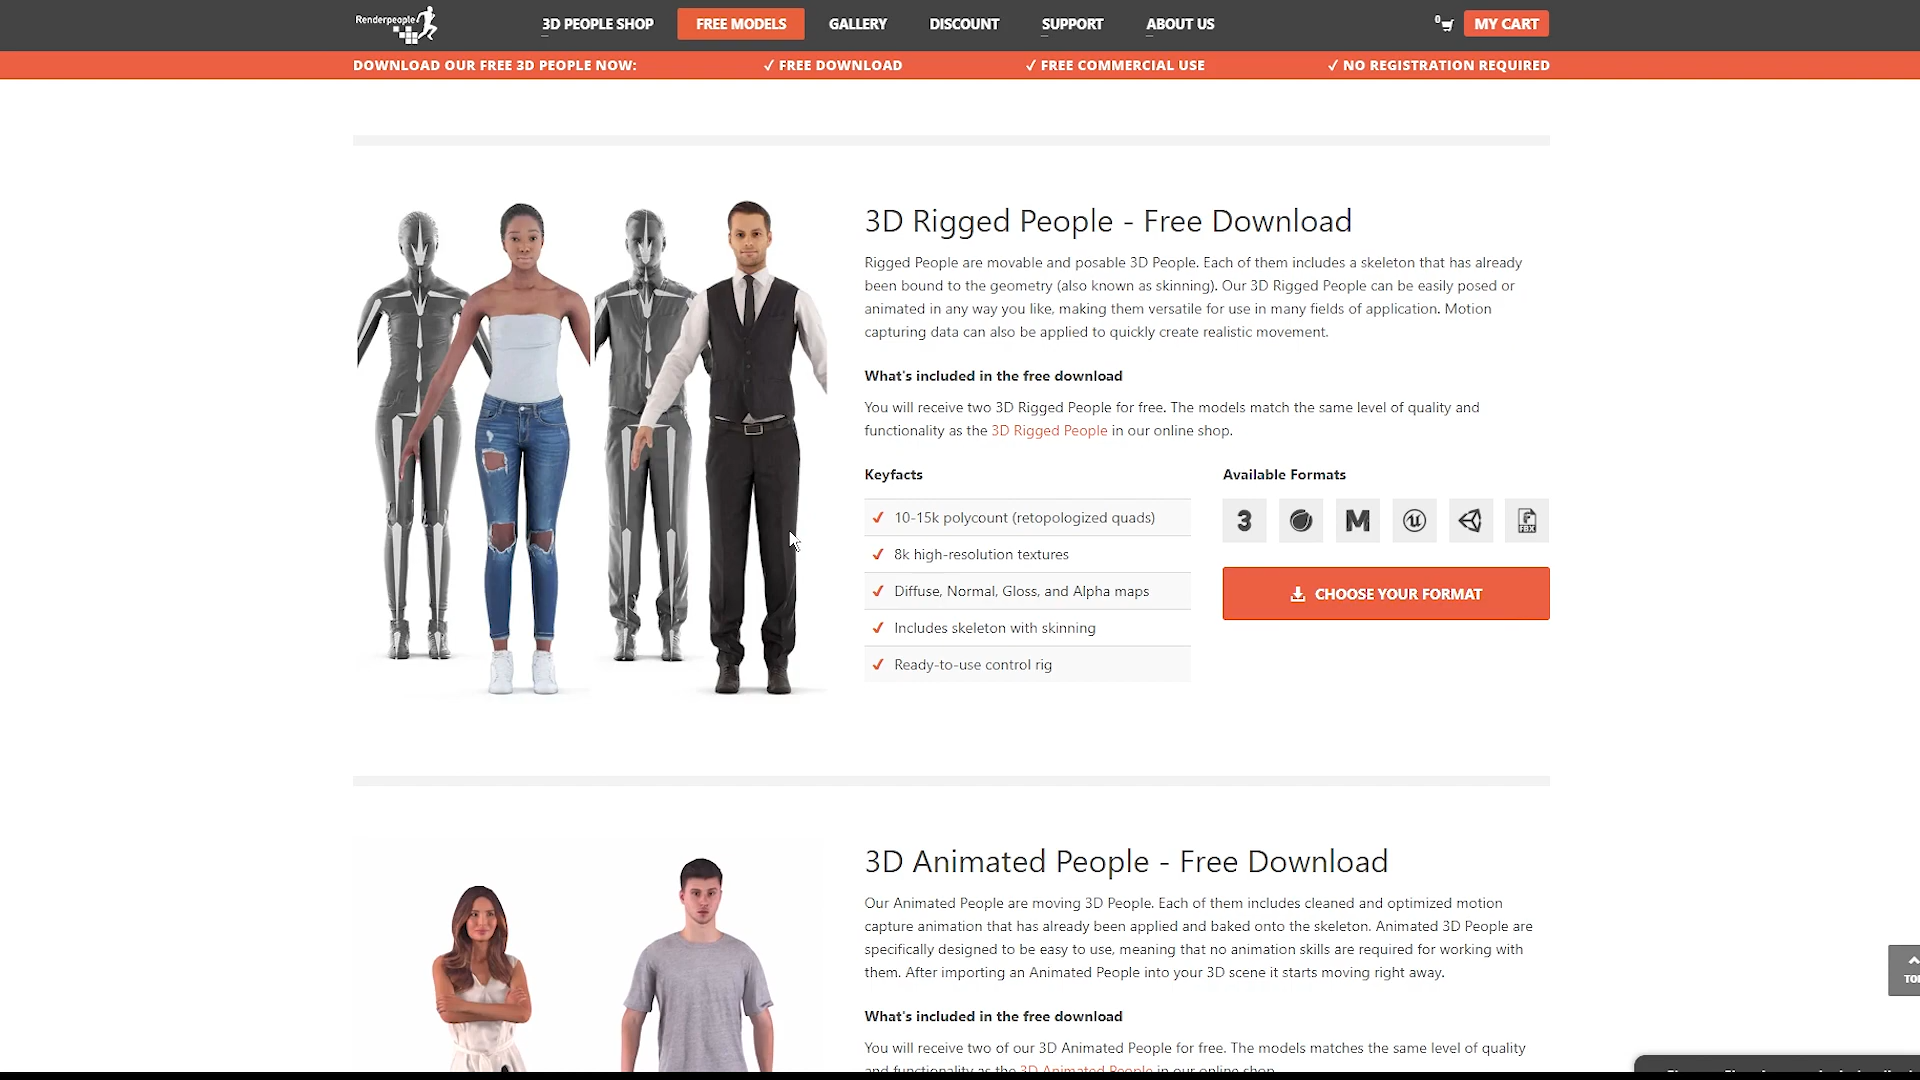 Renderpeople
3D PEOPLE SHOP
FREE MODELS
GALLERY
DISCOUNT
SUPPORT
ABOUT US
0
MY CART
DOWNLOAD OUR FREE 3D PEOPLE NOW:
✓ FREE DOWNLOAD
✓ FREE COMMERCIAL USE
✓ NO REGISTRATION REQUIRED
3D Rigged People - Free Download
Rigged People are movable and posable 3D People. Each of them includes a skeleton that has already
been bound to the geometry (also known as skinning). Our 3D Rigged People can be easily posed or
animated in any way you like, making them versatile for use in many fields of application. Motion
capturing data can also be applied to quickly create realistic movement.
What's included in the free download
You will receive two 3D Rigged People for free. The models match the same level of quality and
functionality as the 3D Rigged People in our online shop.
Keyfacts
✓ 10-15k polycount (retopologized quads)
✓ 8k high-resolution textures
✓ Diffuse, Normal, Gloss, and Alpha maps
✓ Includes skeleton with skinning
✓ Ready-to-use control rig
Available Formats
3
M
FBX
CHOOSE YOUR FORMAT
3D Animated People - Free Download
Our Animated People are moving 3D People. Each of them includes cleaned and optimized motion
capture animation that has already been applied and baked onto the skeleton. Animated 3D People are
specifically designed to be easy to use, meaning that no animation skills are required for working with
them. After importing an Animated People into your 3D scene it starts moving right away.
What's included in the free download
You will receive two of our 3D Animated People for free. The models matches the same level of quality
and functionality as the 3D Animated People in our online shop.